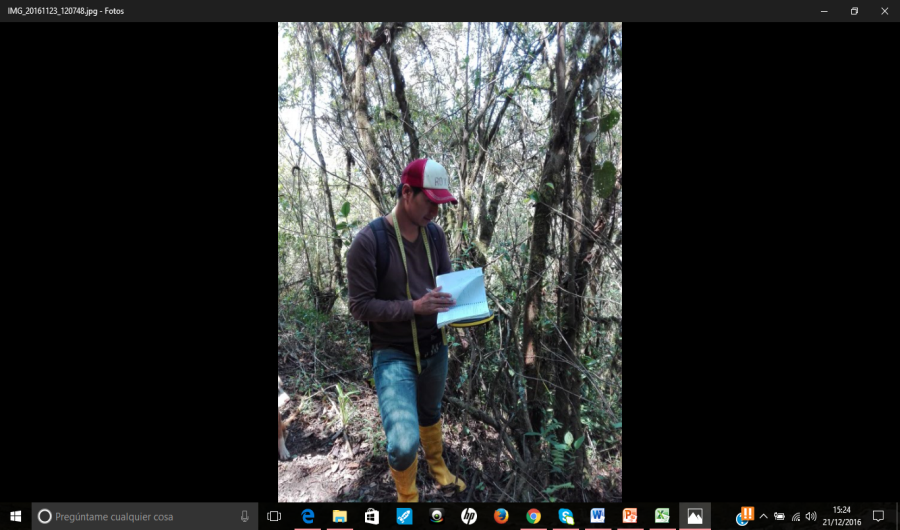 IMG_20161123_120748.jpg - Fotos
Pregúntame cualquier cosa
15:24
21/12/2016